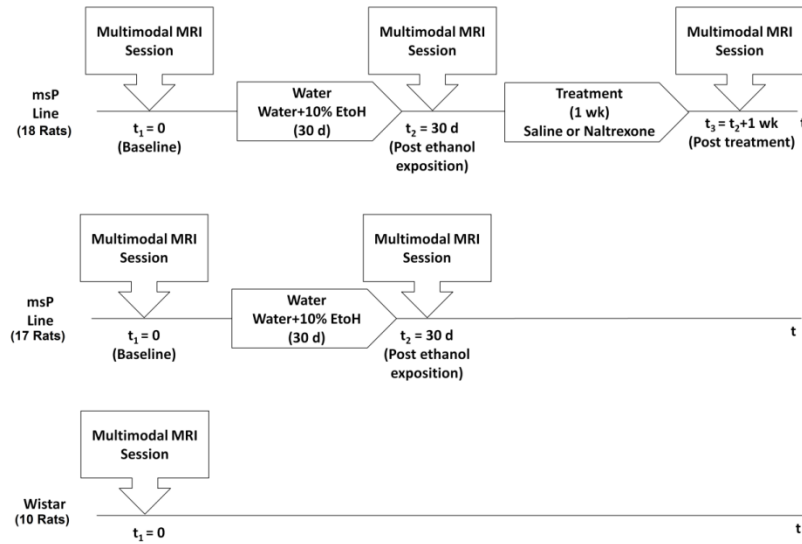 Multimodal MRI
Session
Multimodal MRI
Session
Multimodal MRI
Session
msP
Line
(18 Rats)
Water
Water+10% EtoH
(30 d)
Treatment
(1 wk)
Saline or Naltrexone
t1 = 0
(Baseline)
t2 = 30 d
(Post ethanol
exposition)
t3 = t2+1 wk
(Post treatment)
t
Multimodal MRI
Session
Multimodal MRI
Session
msP
Line
(17 Rats)
Water
Water+10% EtoH
(30 d)
t1 = 0
(Baseline)
t2 = 30 d
(Post ethanol
exposition)
t
Multimodal MRI
Session
Wistar
(10 Rats)
t1 = 0
t